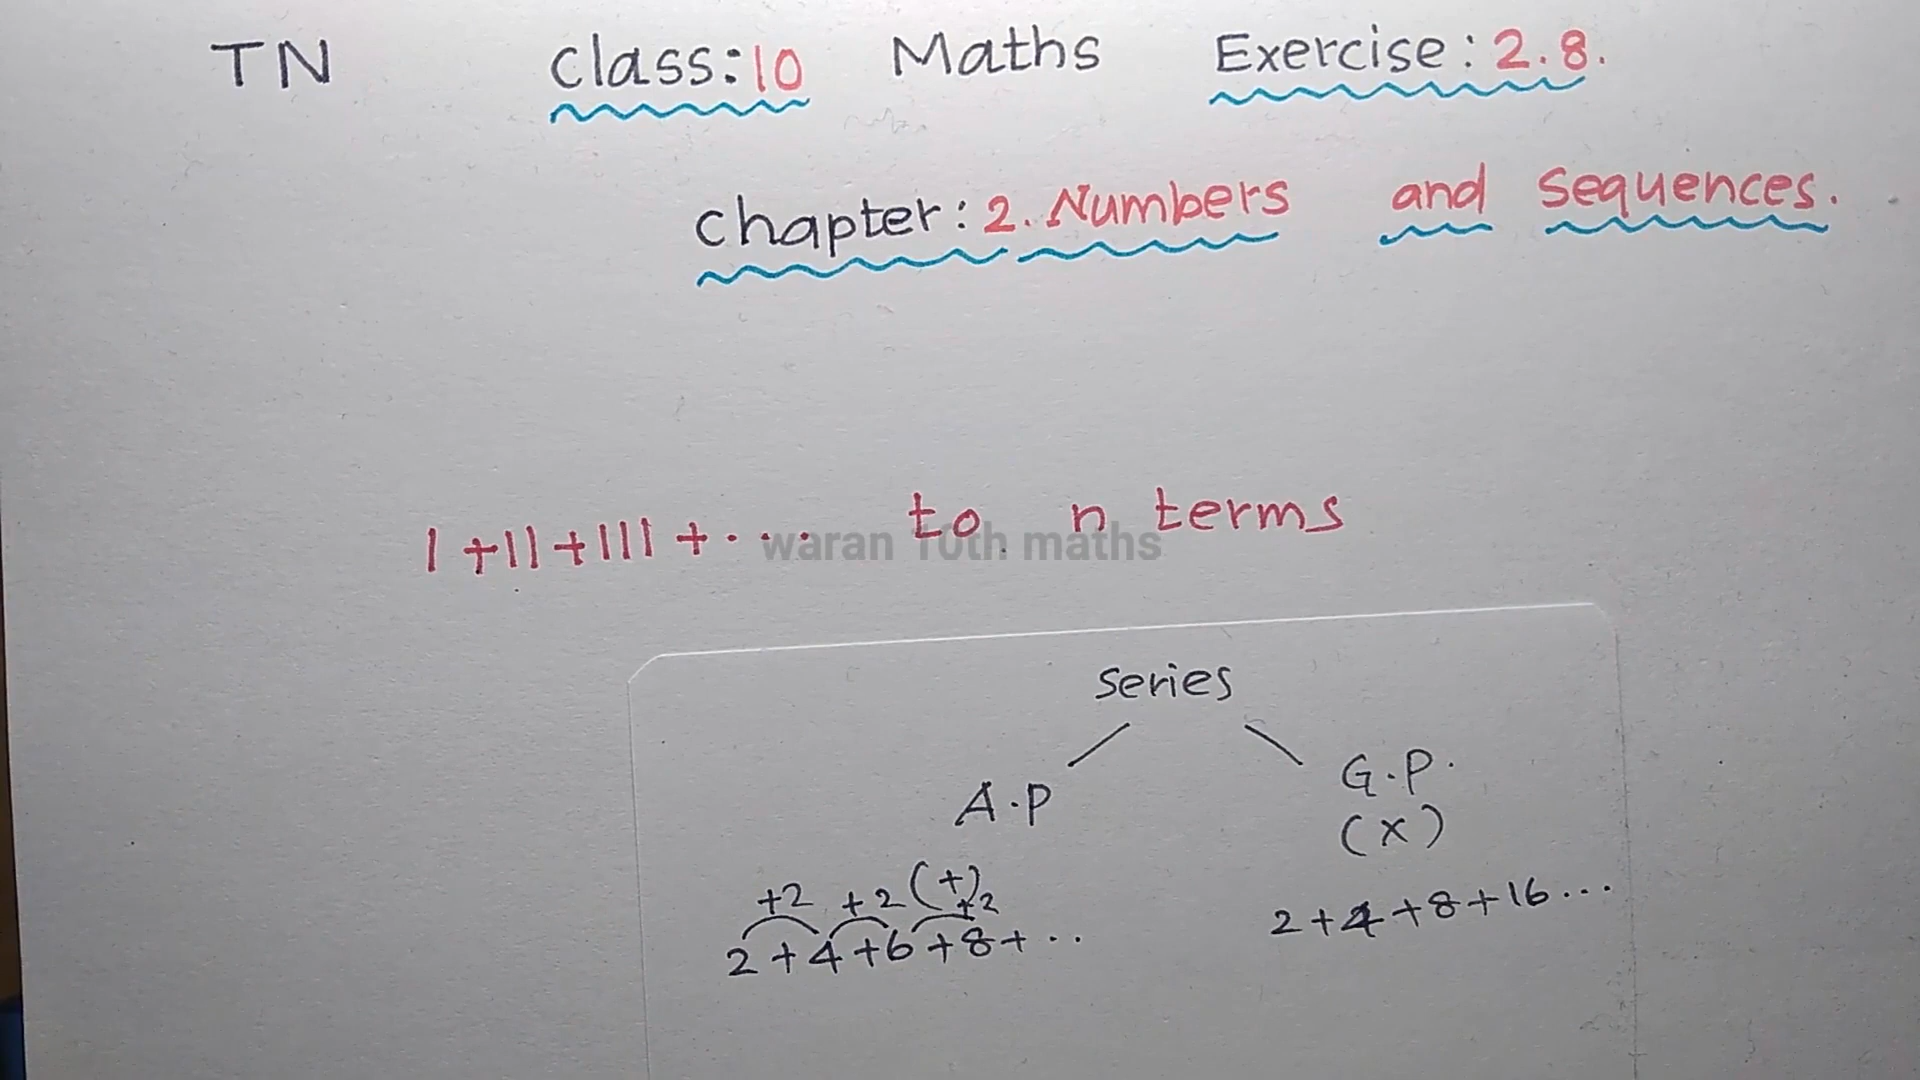 TN Class:10 Maths Exercise:2.8.
Chapter:2.Numbers and Sequences.
1+11+111+... to n terms
waran 10th maths
Series
A.P G.P.
(x)
+2 +2 (+) +2
2+4+6+8+... 2+4+8+16...